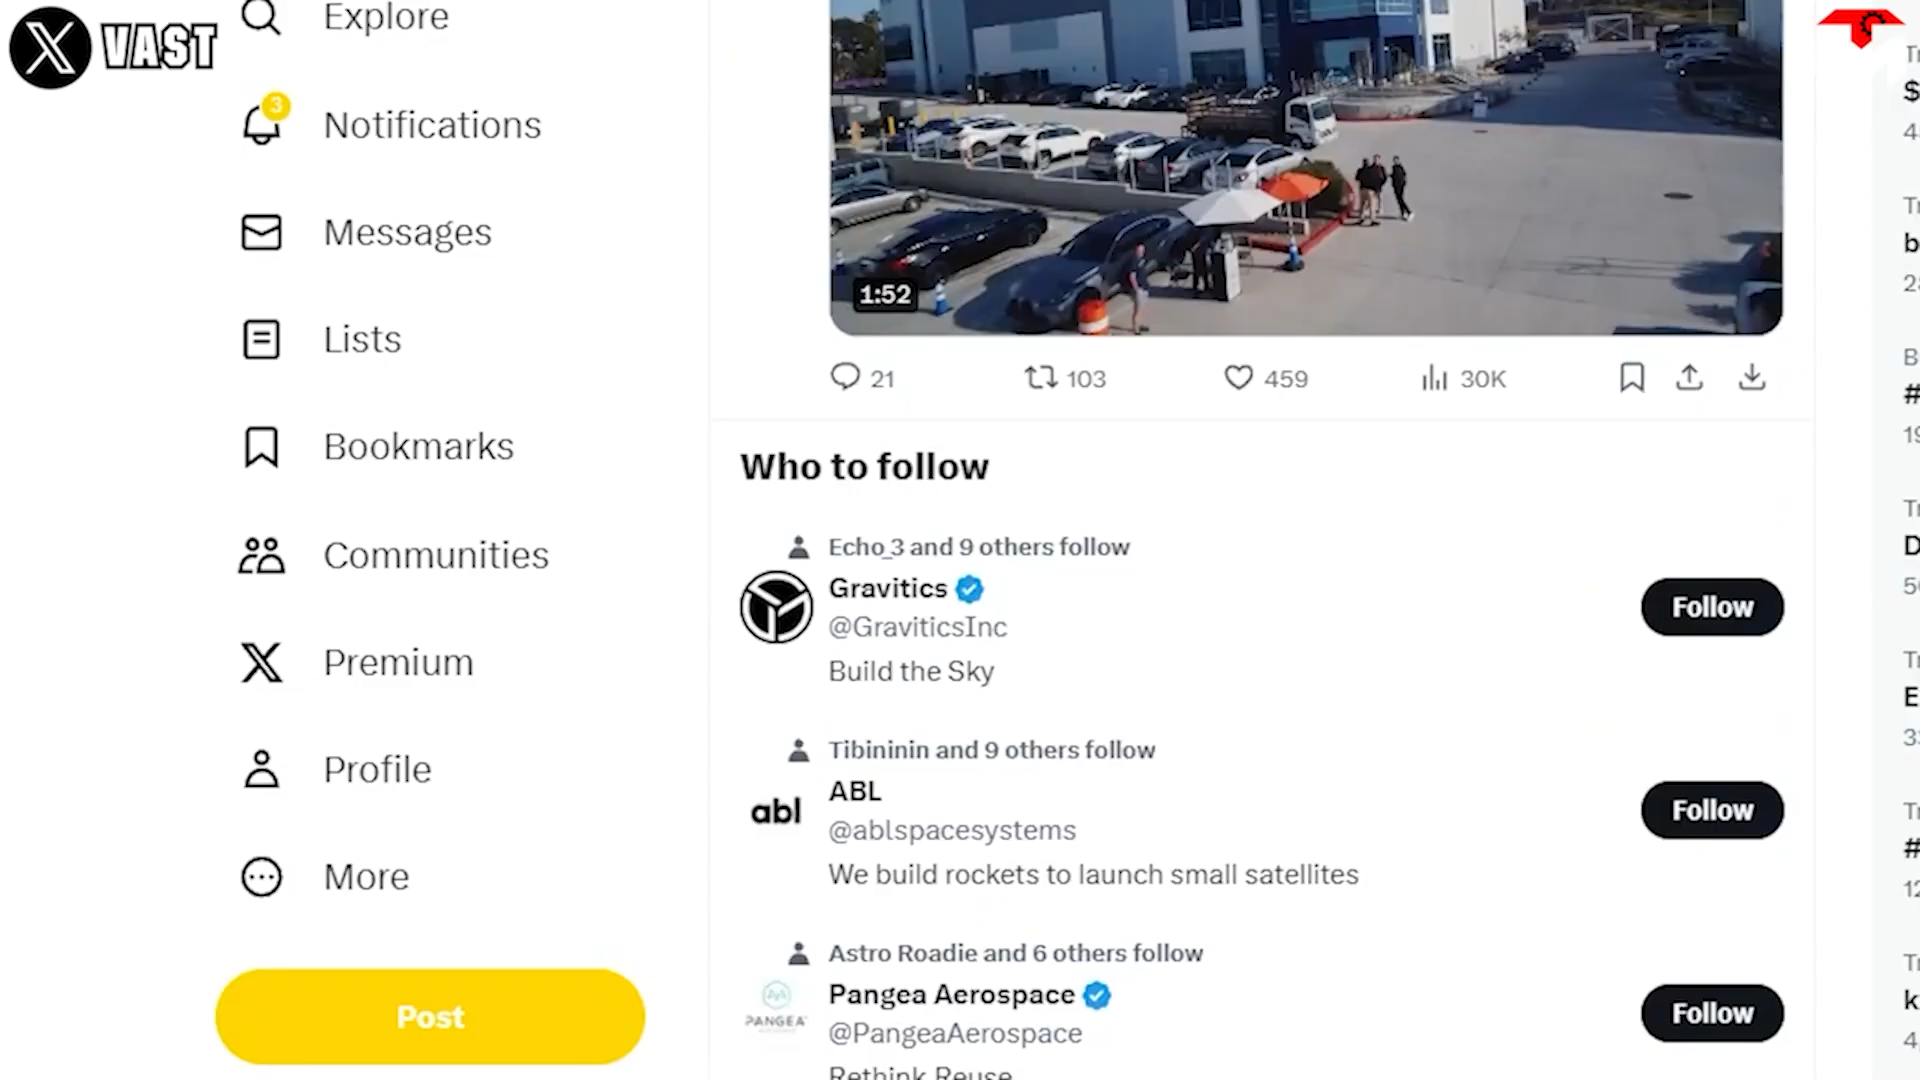 VAST
Explore
3
Notifications
Messages
Lists
Bookmarks
Communities
Premium
Profile
More
Post
1:52
21
103
459
30K
Who to follow
Echo_3 and 9 others follow
Gravitics
@GraviticsInc
Build the Sky
Follow
Tibininin and 9 others follow
abl
ABL
@ablspacesystems
We build rockets to launch small satellites
Follow
Astro Roadie and 6 others follow
PANGEA
Pangea Aerospace
@PangeaAerospace
Rethink Reuse
Follow